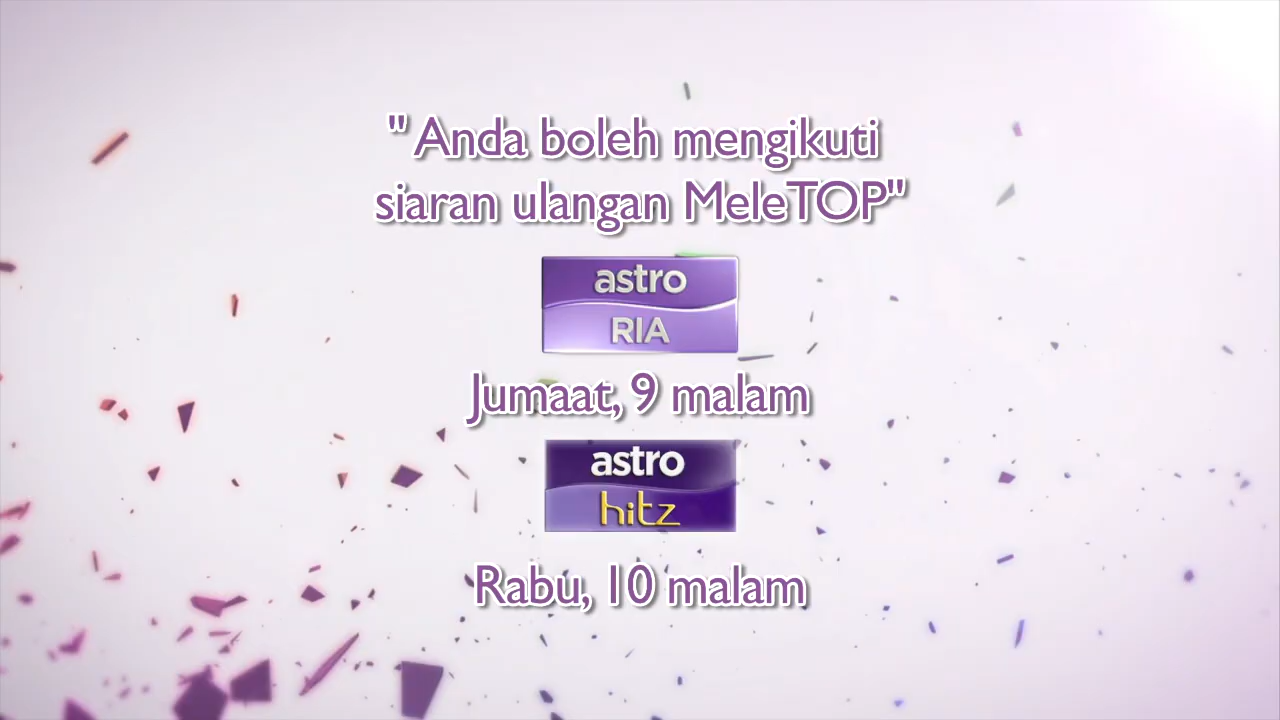 " Anda boleh mengikuti
siaran ulangan MeleTOP"
astro
RIA
Jumaat, 9 malam
astro
hitz
Rabu, 10 malam